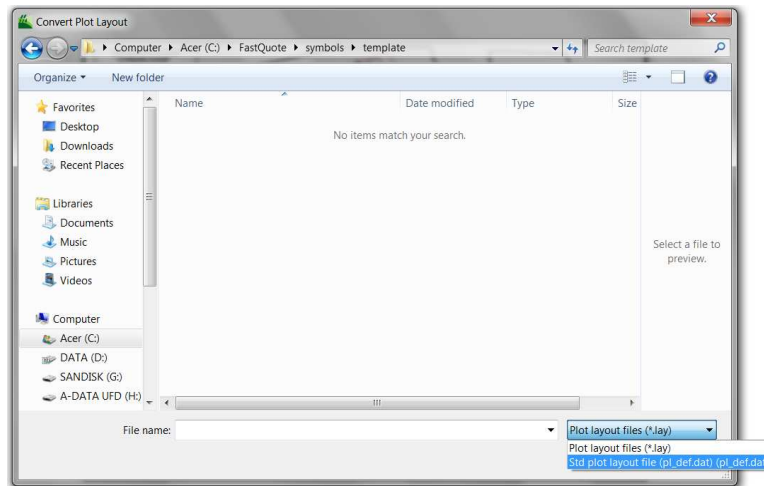 Convert Plot Layout
Computer ▸ Acer (C:) ▸ FastQuote ▸ symbols ▸ template
Search template
Organize
New folder
Name
Date modified
Type
Size
No items match your search.
Select a file to
preview.
Favorites
Desktop
Downloads
Recent Places
Libraries
Documents
Music
Pictures
Videos
Computer
Acer (C:)
DATA (D:)
SANDISK (G:)
A-DATA UFD (H:)
File name:
Plot layout files (*.lay)
Plot layout files (*.lay)
Std plot layout file (pl_def.dat) (pl_def.da